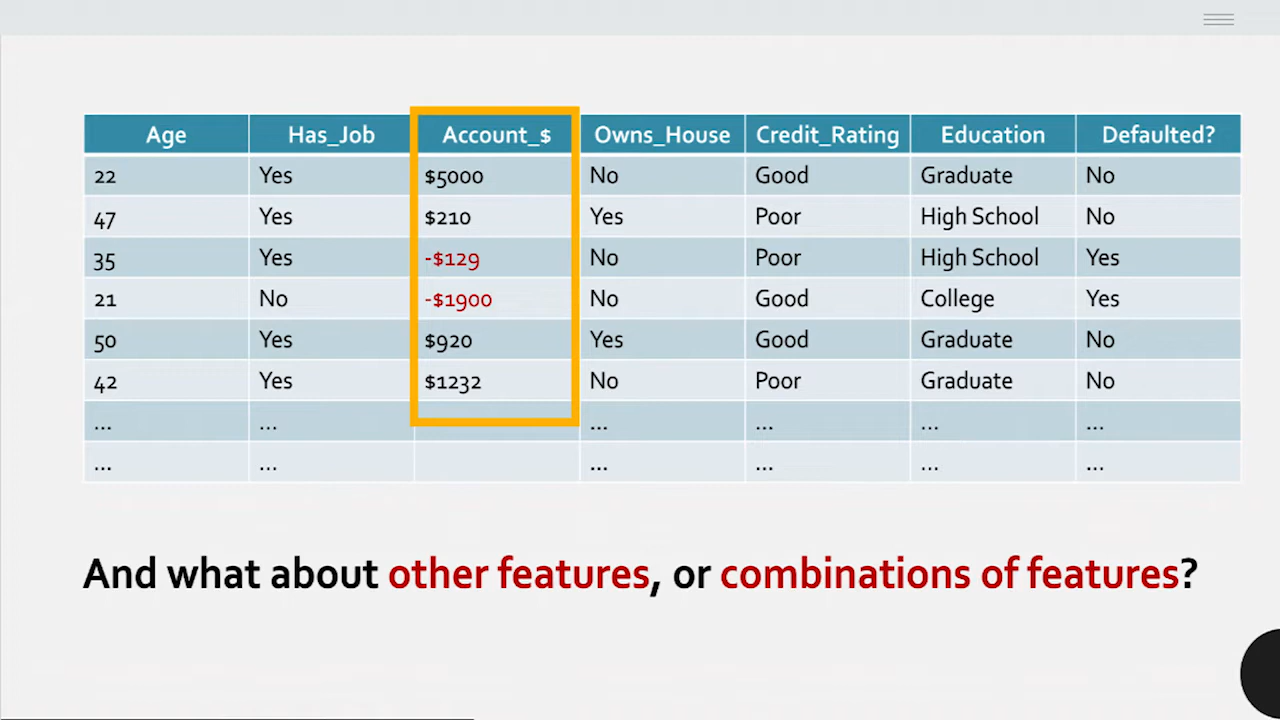 Age Has_Job Account_$ Owns_House Credit_Rating Education Defaulted?
22 Yes $5000 No Good Graduate No
47 Yes $210 Yes Poor High School No
35 Yes -$129 No Poor High School Yes
21 No -$1900 No Good College Yes
50 Yes $920 Yes Good Graduate No
42 Yes $1232 No Poor Graduate No
... ... ... ... ... ...
... ... ... ... ... ...
And what about other features, or combinations of features?